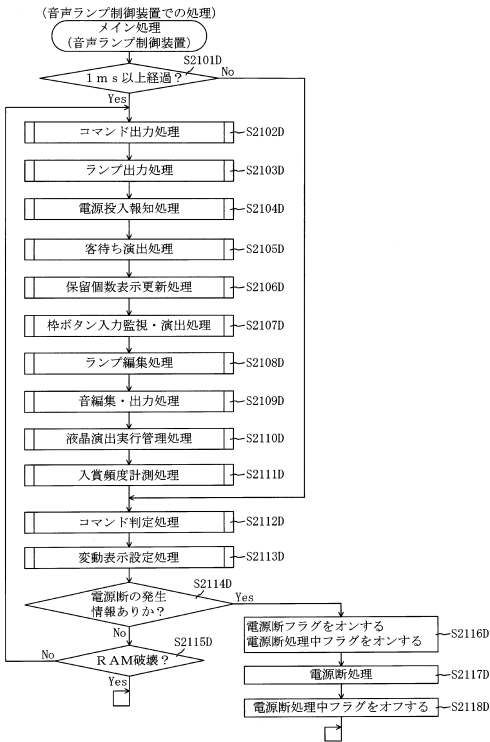 (音声ランプ制御装置での処理)
メイン処理
(音声ランプ制御装置)
S2101D
1ms以上経過?
No
Yes
コマンド出力処理
S2102D
ランプ出力処理
S2103D
電源投入報知処理
S2104D
客待ち演出処理
S2105D
保留個数表示更新処理
S2106D
枠ボタン入力監視・演出処理
S2107D
ランプ編集処理
S2108D
音編集・出力処理
S2109D
液晶演出実行管理処理
S2110D
入賞頻度計測処理
S2111D
コマンド判定処理
S2112D
変動表示設定処理
S2113D
S2114D
電源断の発生
情報ありか?
Yes
No
電源断フラグをオンする
電源断処理中フラグをオンする
S2116D
S2115D
No
RAM破壊?
Yes
電源断処理
S2117D
電源断処理中フラグをオフする
S2118D